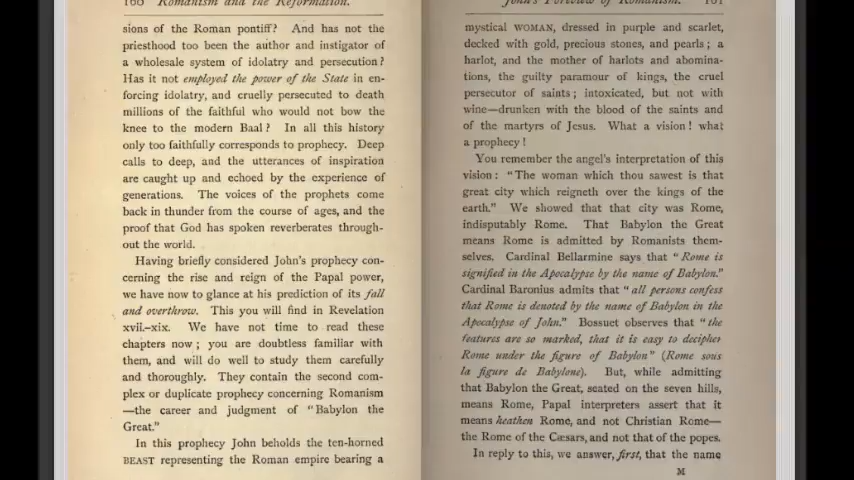 160 Romanism and the Reformation.
sions of the Roman pontiff? And has not the
priesthood too been the author and instigator of
a wholesale system of idolatry and persecution?
Has it not employed the power of the State in en-
forcing idolatry, and cruelly persecuted to death
millions of the faithful who would not bow the
knee to the modern Baal? In all this history
only too faithfully corresponds to prophecy. Deep
calls to deep, and the utterances of inspiration
are caught up and echoed by the experience of
generations. The voices of the prophets come
back in thunder from the course of ages, and the
proof that God has spoken reverberates through-
out the world.
Having briefly considered John's prophecy con-
cerning the rise and reign of the Papal power,
we have now to glance at his prediction of its fall
and overthrow. This you will find in Revelation
xvii.-xix. We have not time to read these
chapters now; you are doubtless familiar with
them, and will do well to study them carefully
and thoroughly. They contain the second com-
plex or duplicate prophecy concerning Romanism
—the career and judgment of "Babylon the
Great."
In this prophecy John beholds the ten-horned
BEAST representing the Roman empire bearing a
John's Foreview of Romanism. 161
mystical WOMAN, dressed in purple and scarlet,
decked with gold, precious stones, and pearls; a
harlot, and the mother of harlots and abomina-
tions, the guilty paramour of kings, the cruel
persecutor of saints; intoxicated, but not with
wine—drunken with the blood of the saints and
of the martyrs of Jesus. What a vision! what
a prophecy!
You remember the angel's interpretation of this
vision: "The woman which thou sawest is that
great city which reigneth over the kings of the
earth." We showed that that city was Rome,
indisputably Rome. That Babylon the Great
means Rome is admitted by Romanists them-
selves. Cardinal Bellarmine says that "Rome is
signified in the Apocalypse by the name of Babylon."
Cardinal Baronius admits that "all persons confess
that Rome is denoted by the name of Babylon in the
Apocalypse of John." Bossuet observes that "the
features are so marked, that it is easy to decipher
Rome under the figure of Babylon" (Rome sous
la figure de Babylone). But, while admitting
that Babylon the Great, seated on the seven hills,
means Rome, Papal interpreters assert that it
means heathen Rome, and not Christian Rome—
the Rome of the Cæsars, and not that of the popes.
In reply to this, we answer, first, that the name
M